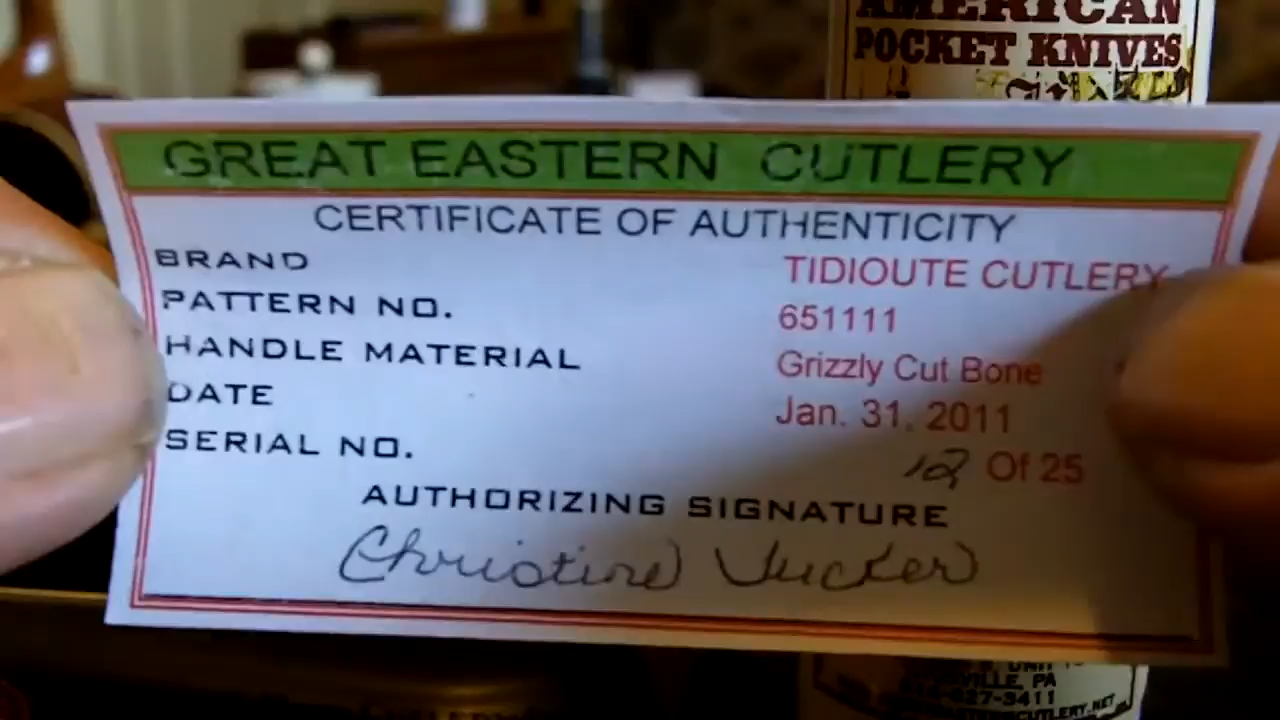 AMERICAN
POCKET KNIVES
GREAT EASTERN CUTLERY
CERTIFICATE OF AUTHENTICITY
BRAND TIDIOUTE CUTLERY
PATTERN NO. 651111
HANDLE MATERIAL Grizzly Cut Bone
DATE Jan. 31, 2011
SERIAL NO. 12 Of 25
AUTHORIZING SIGNATURE
Christine Tucker
PA